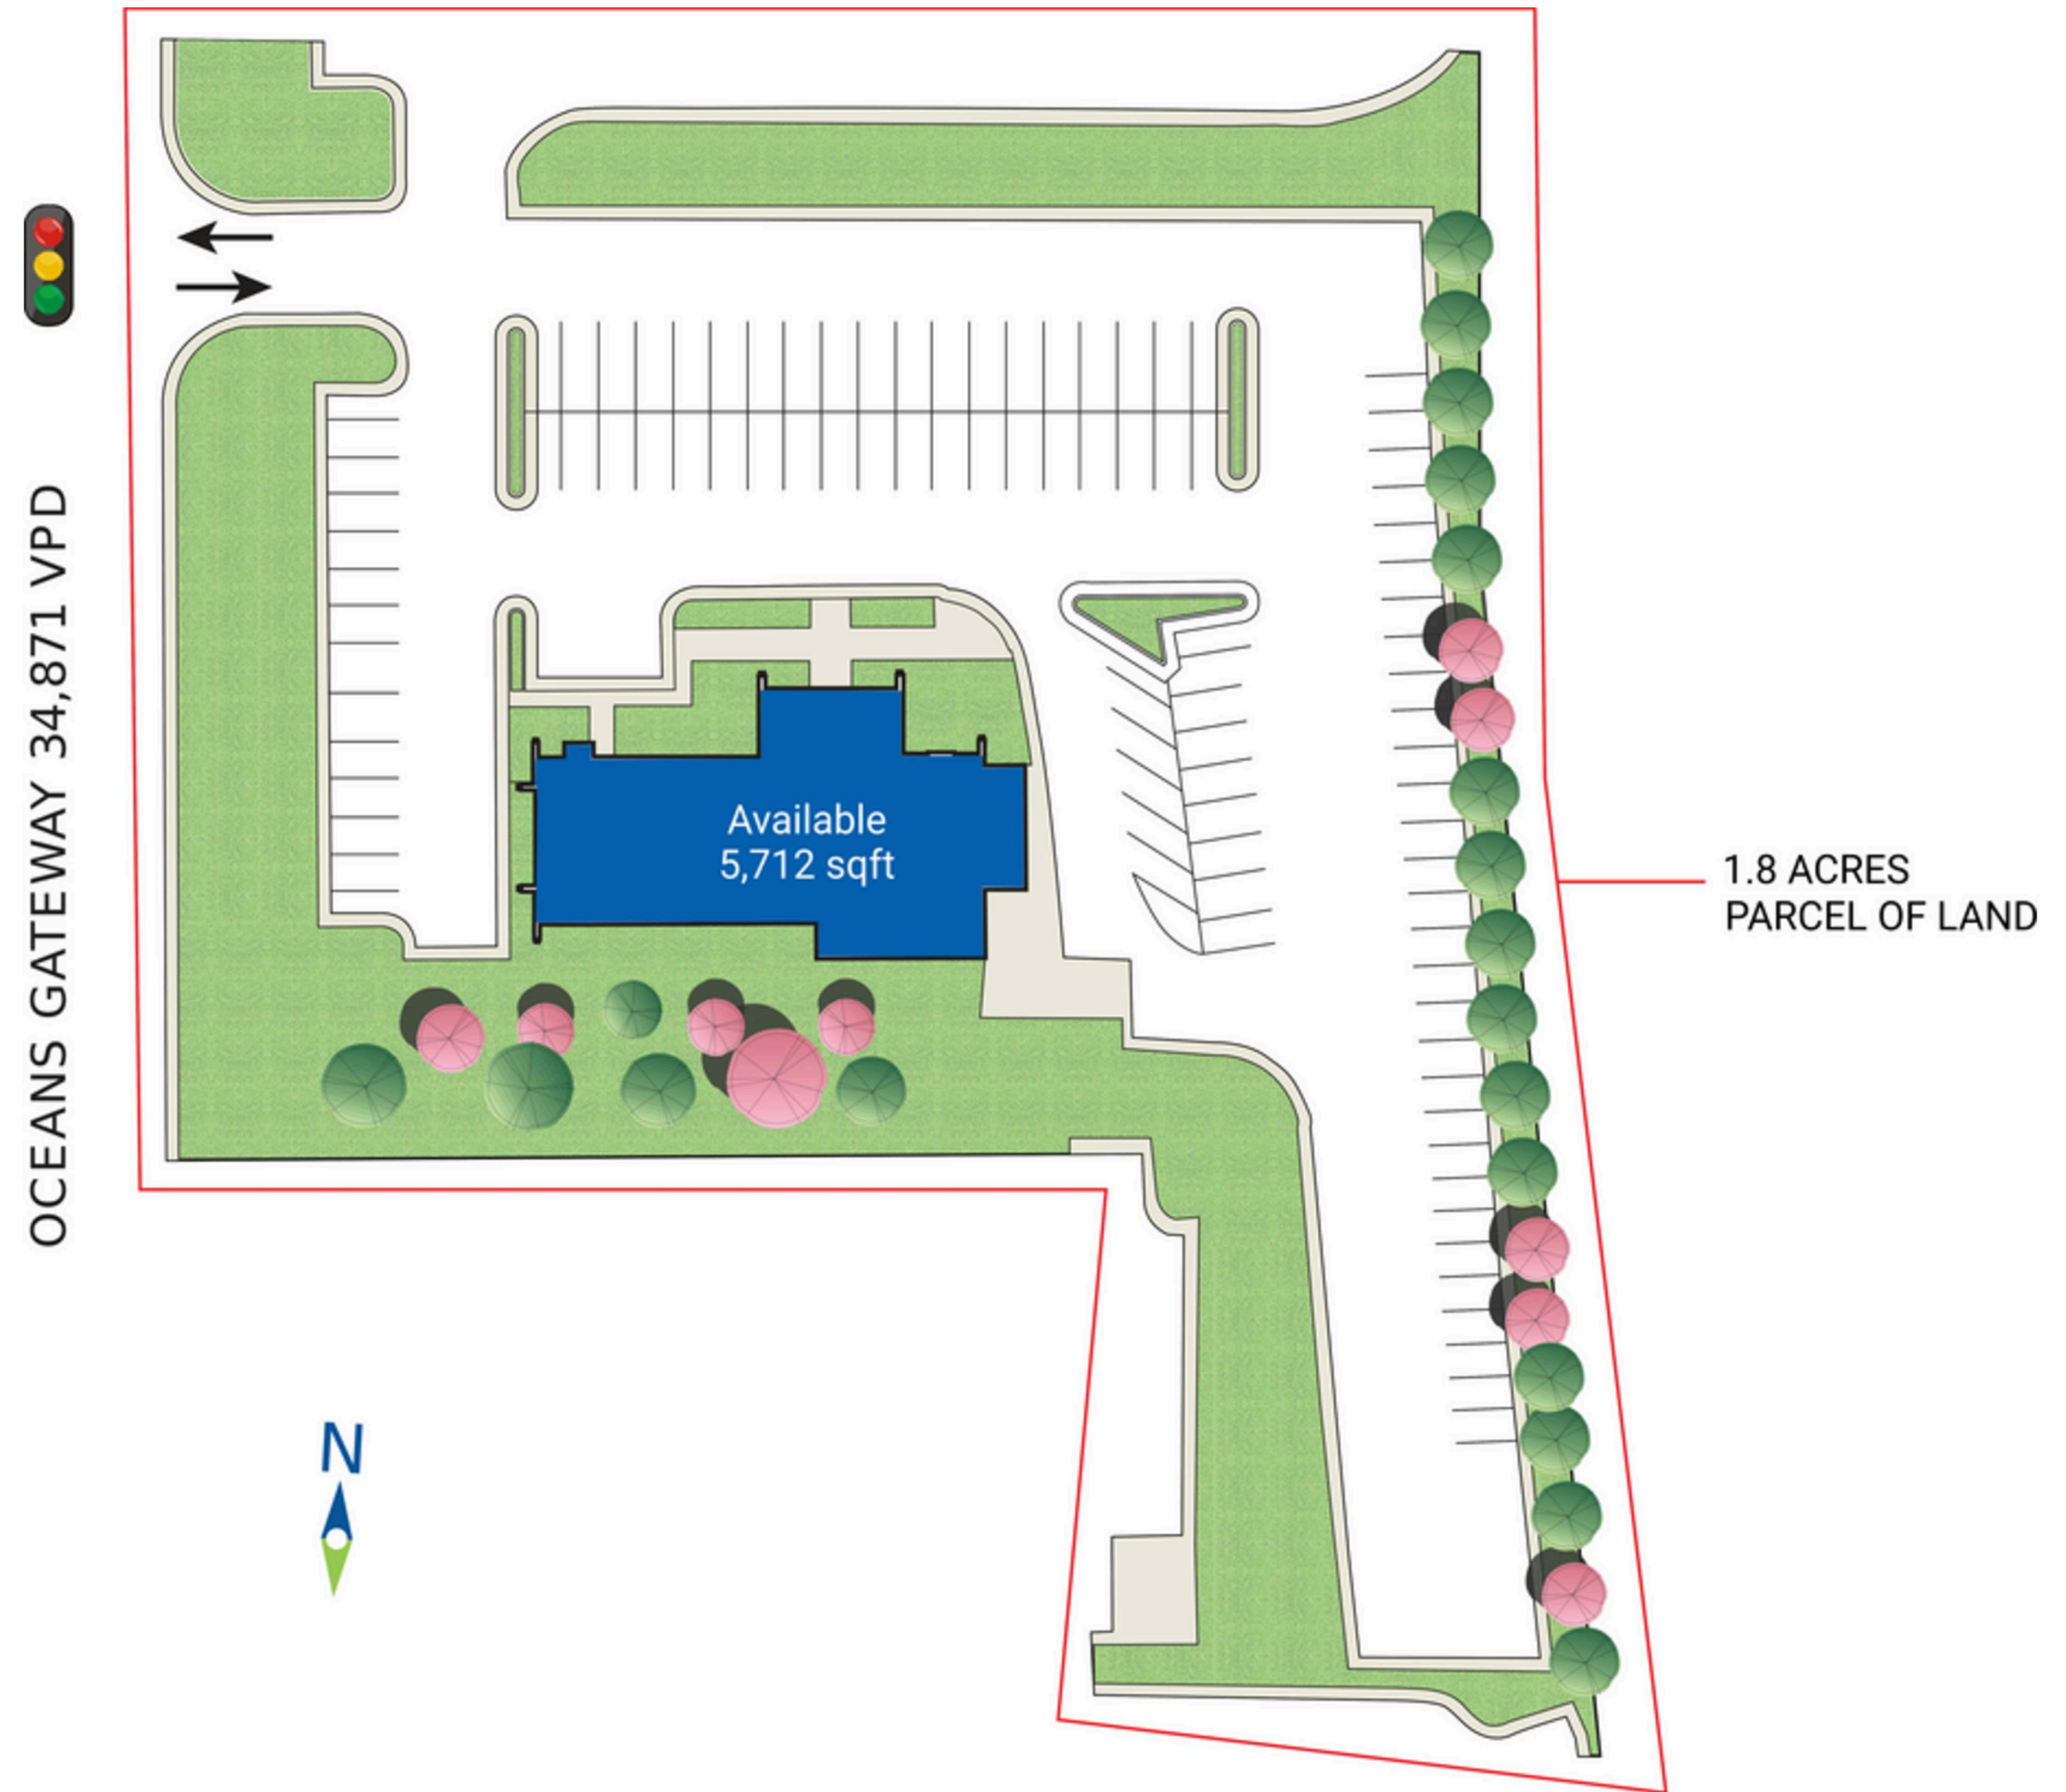 OCEANS GATEWAY 34,871 VPD
Available
5,712 sqft
1.8 ACRES
PARCEL OF LAND
N